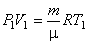 P₁V₁ = m/μ RT₁